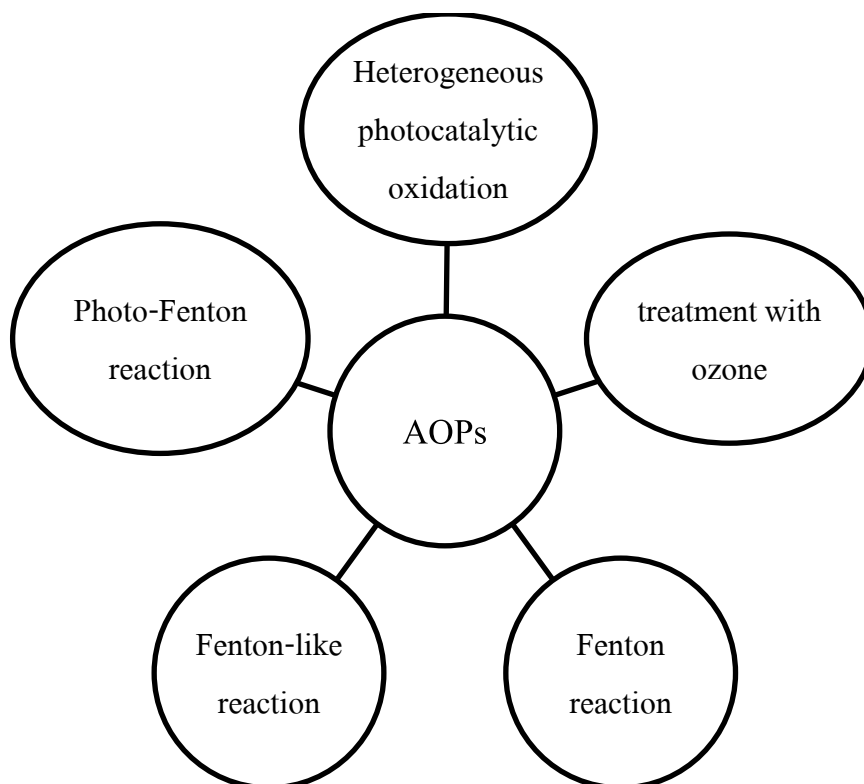 Heterogeneous
photocatalytic
oxidation
Photo-Fenton
reaction
treatment with
ozone
AOPs
Fenton-like
reaction
Fenton
reaction